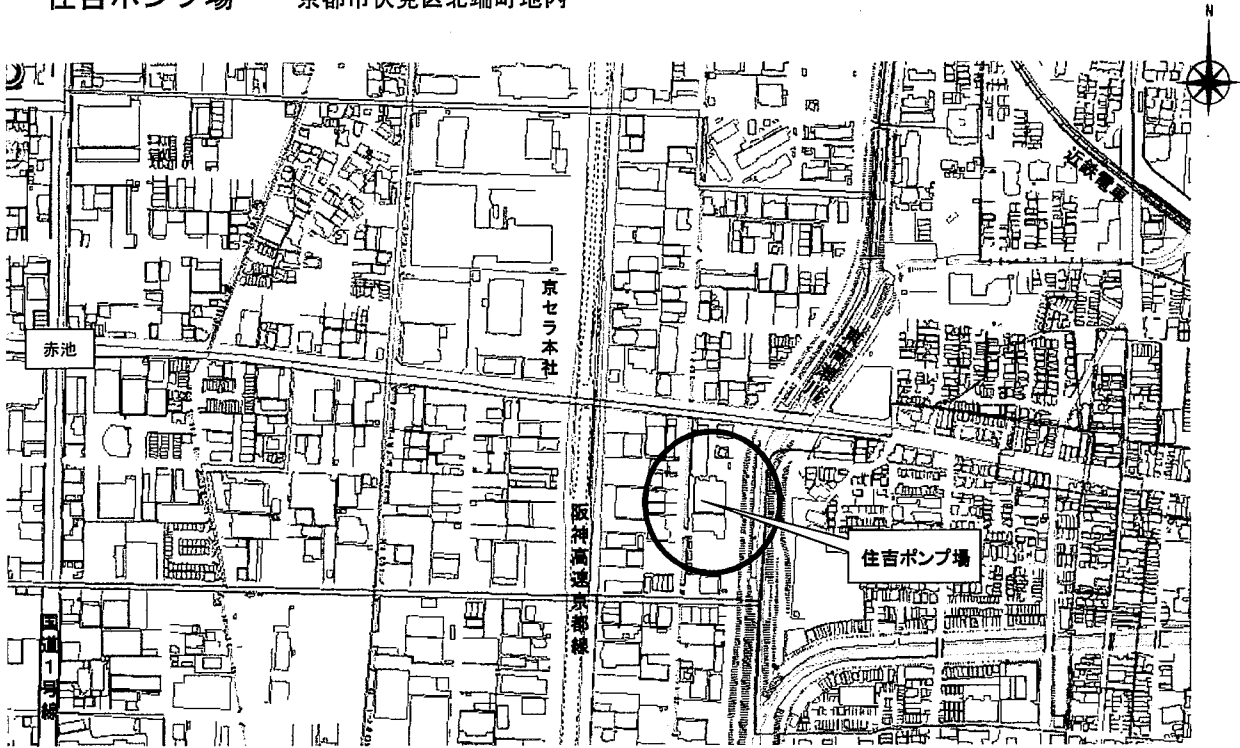 住吉ポンプ場 京都市伏見区北端町地内
N
近鉄電車
京セラ本社
赤池
住吉ポンプ場
阪神高速京都線
国道1号線